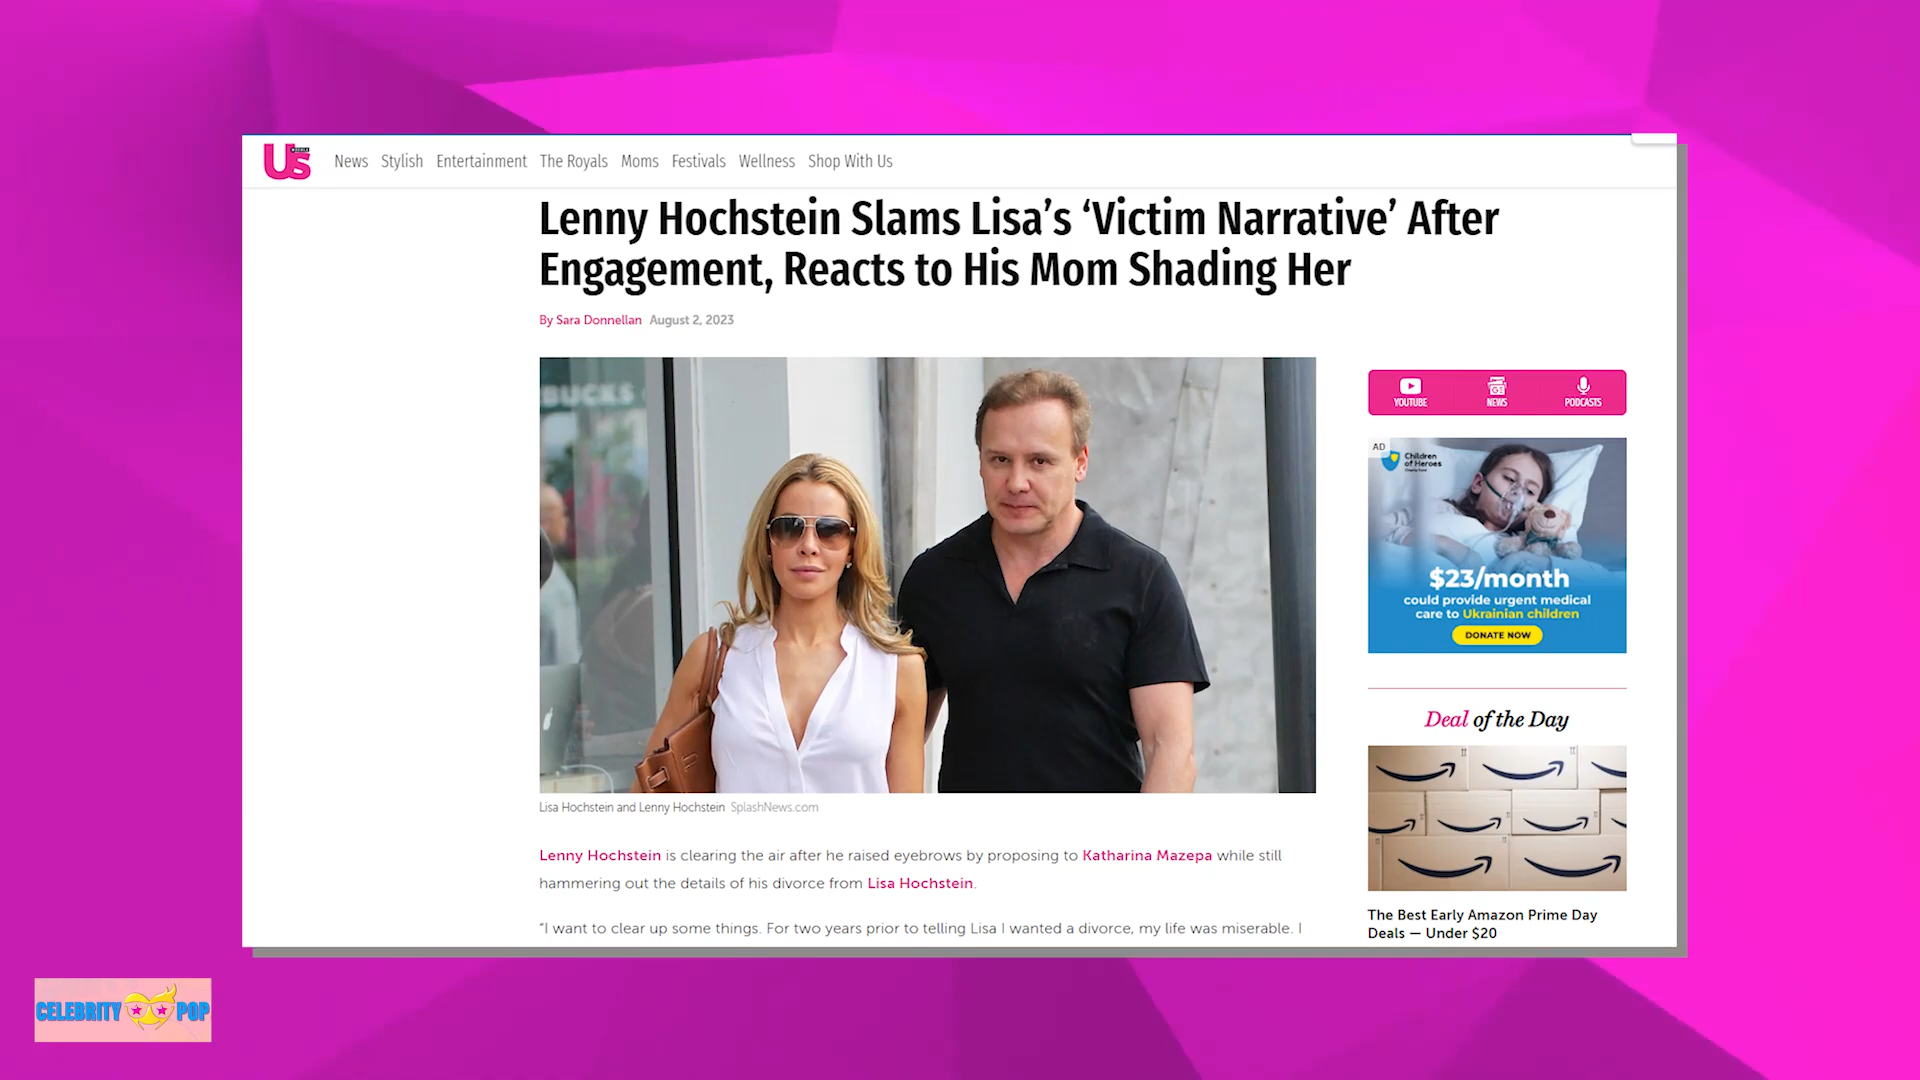 Us
WEEKLY
News Stylish Entertainment The Royals Moms Festivals Wellness Shop With Us
Lenny Hochstein Slams Lisa’s ‘Victim Narrative’ After
Engagement, Reacts to His Mom Shading Her
By Sara Donnellan August 2, 2023
BUCKS
Lisa Hochstein and Lenny Hochstein SplashNews.com
Lenny Hochstein is clearing the air after he raised eyebrows by proposing to Katharina Mazepa while still
hammering out the details of his divorce from Lisa Hochstein.
“I want to clear up some things. For two years prior to telling Lisa I wanted a divorce, my life was miserable. I
YOUTUBE NEWS PODCASTS
AD
Children
of Heroes
$23/month
could provide urgent medical
care to Ukrainian children
DONATE NOW
Deal of the Day
The Best Early Amazon Prime Day
Deals — Under $20
CELEBRITY POP